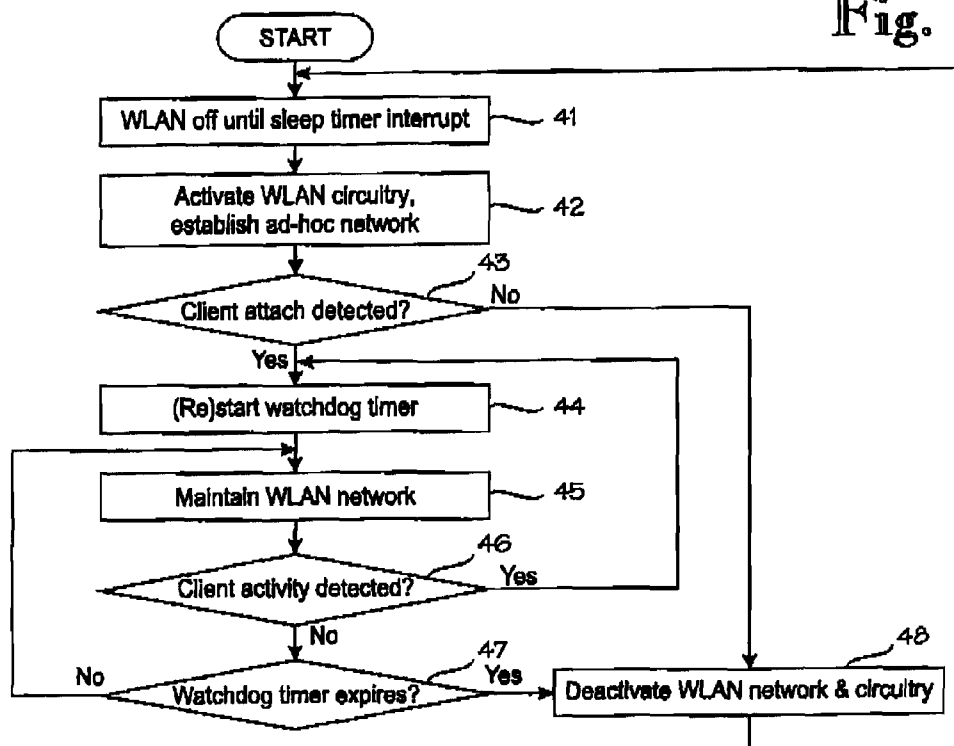 Fig.
START
WLAN off until sleep timer interrupt
41
Activate WLAN circuitry,
establish ad-hoc network
42
43
Client attach detected?
No
Yes
(Re)start watchdog timer
44
Maintain WLAN network
45
46
Client activity detected?
Yes
No
47
48
No
Watchdog timer expires?
Yes
Deactivate WLAN network & circuitry